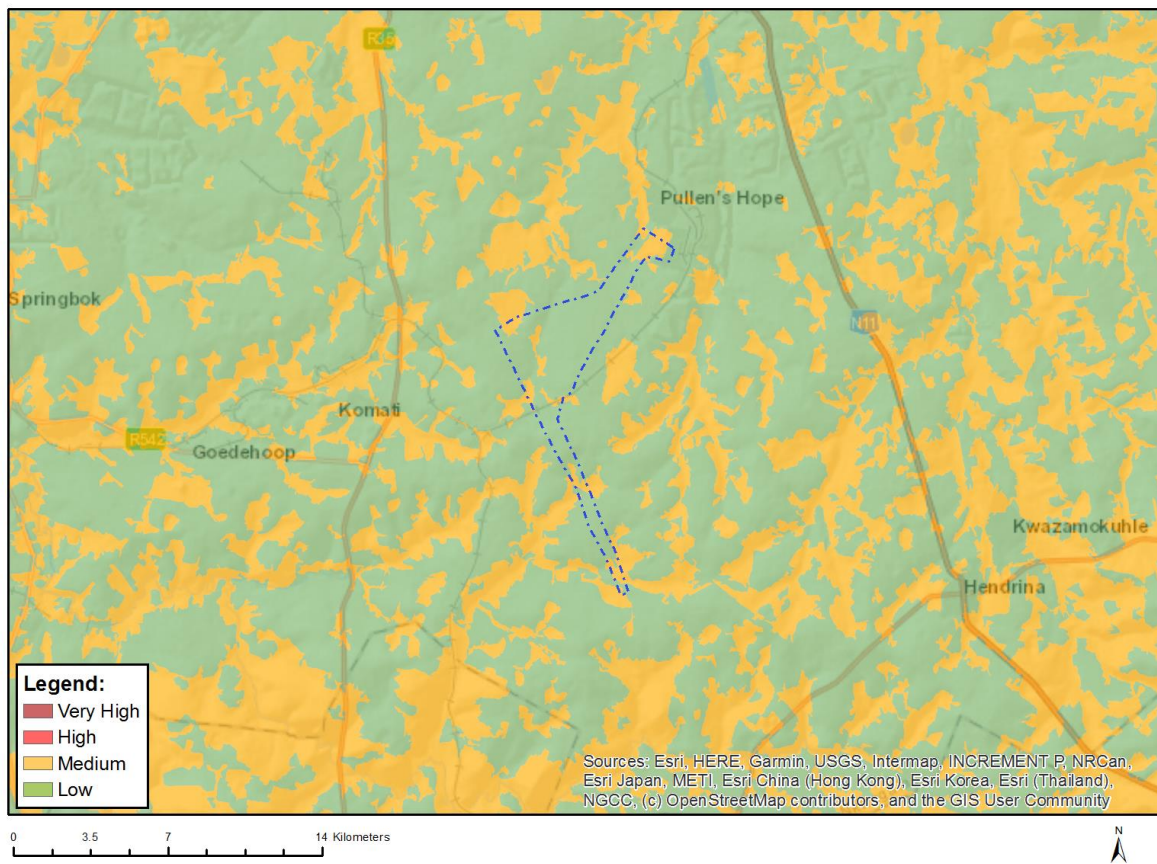 R35
Pullen's Hope
Springbok
N11
Komati
R542
Goedehoop
Kwazamokuhle
Hendrina
Legend:
Very High
High
Medium
Low
Sources: Esri, HERE, Garmin, USGS, Intermap, INCREMENT P, NRCan,
Esri Japan, METI, Esri China (Hong Kong), Esri Korea, Esri (Thailand),
NGCC, (c) OpenStreetMap contributors, and the GIS User Community
0 3.5 7 14 Kilometers
N